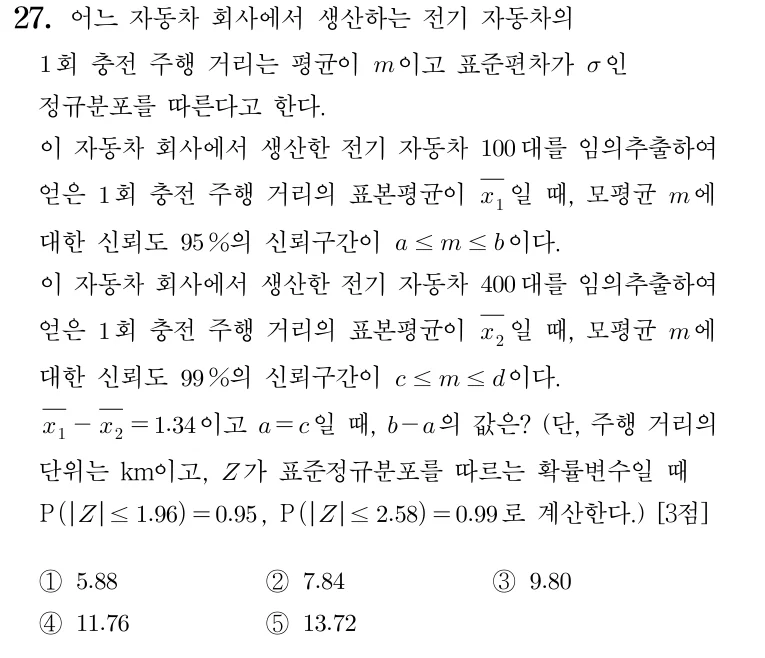 27. 어느 자동차 회사에서 생산하는 전기 자동차의
1회 충전 주행 거리는 평균이 m이고 표준편차가 σ인
정규분포를 따른다고 한다.
이 자동차 회사에서 생산한 전기 자동차 100대를 임의추출하여
얻은 1회 충전 주행 거리의 표본평균이 $\overline{x_1}$일 때, 모평균 m에
대한 신뢰도 95%의 신뢰구간이 a ≤ m ≤ b이다.
이 자동차 회사에서 생산한 전기 자동차 400대를 임의추출하여
얻은 1회 충전 주행 거리의 표본평균이 $\overline{x_2}$일 때, 모평균 m에
대한 신뢰도 99%의 신뢰구간이 c ≤ m ≤ d이다.
$\overline{x_1}$ − $\overline{x_2}$ = 1.34이고 a = c일 때, b − a의 값은? (단, 주행 거리의
단위는 km이고, Z가 표준정규분포를 따르는 확률변수일 때
P(|Z| ≤ 1.96) = 0.95, P(|Z| ≤ 2.58) = 0.99로 계산한다.) [3점]
① 5.88 ② 7.84 ③ 9.80
④ 11.76 ⑤ 13.72